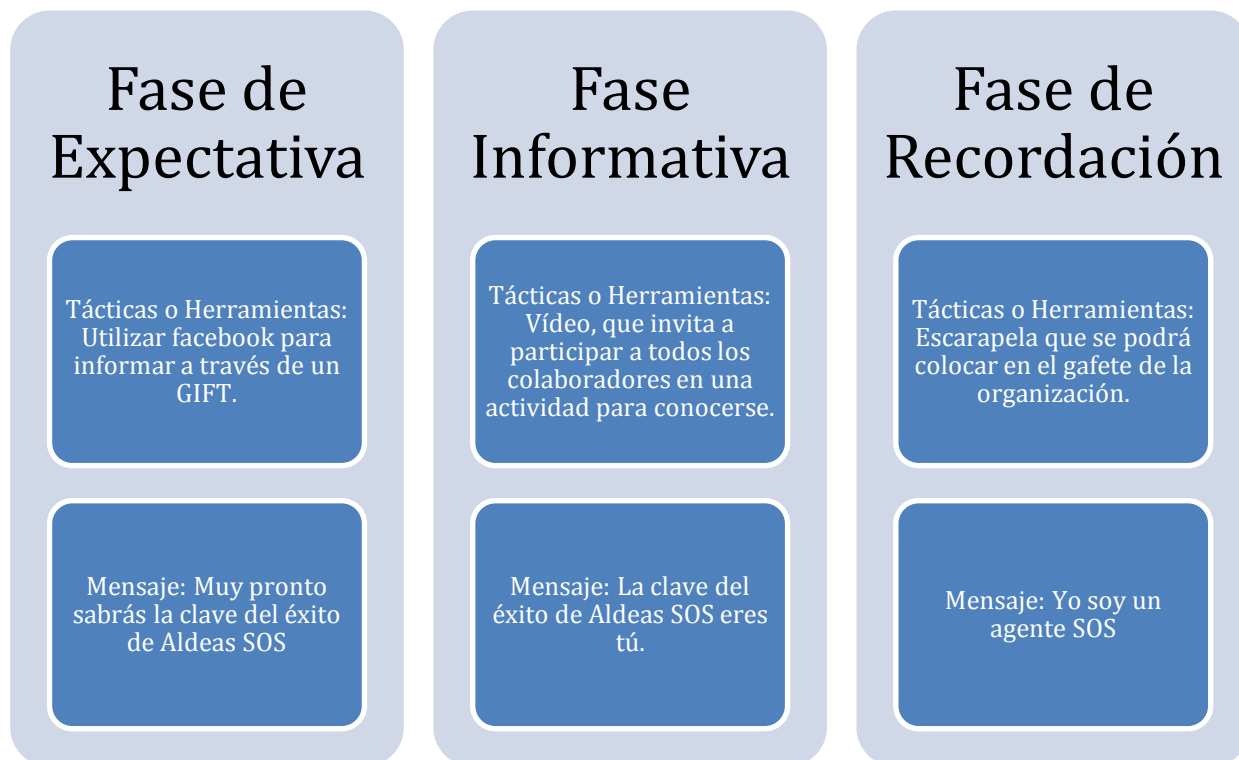 Fase de
Expectativa
Tácticas o Herramientas:
Utilizar facebook para
informar a través de un
GIFT.
Mensaje: Muy pronto
sabrás la clave del éxito
de Aldeas SOS
Fase
Informativa
Tácticas o Herramientas:
Vídeo, que invita a
participar a todos los
colaboradores en una
actividad para conocerse.
Mensaje: La clave del
éxito de Aldeas SOS eres
tú.
Fase de
Recordación
Tácticas o Herramientas:
Escarapela que se podrá
colocar en el gafete de la
organización.
Mensaje: Yo soy un
agente SOS